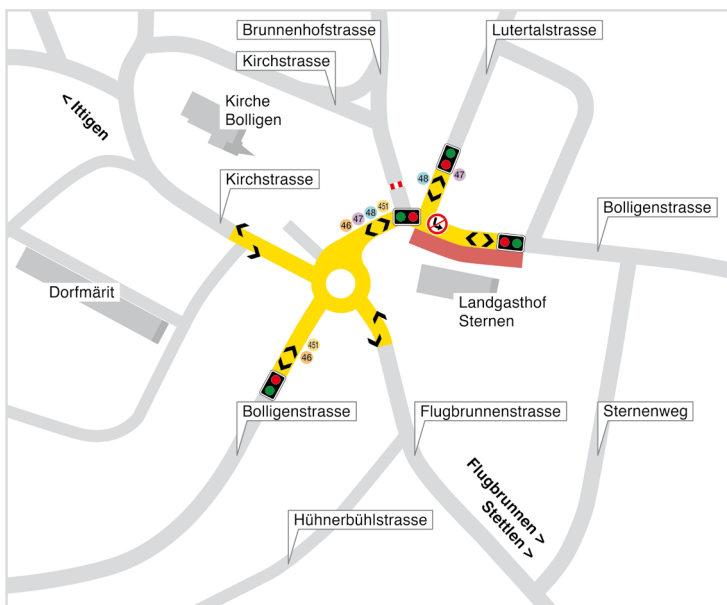 Brunnenhofstrasse
Lutertalstrasse
Kirchstrasse
< Ittigen
Kirche
Bolligen
48
47
Kirchstrasse
46
47
48
451
Bolligenstrasse
Dorfmärit
Landgasthof
Sternen
451
46
Bolligenstrasse
Flugbrunnenstrasse
Sternenweg
Flugbrunnen >
Stettlen >
Hühnerbühlstrasse